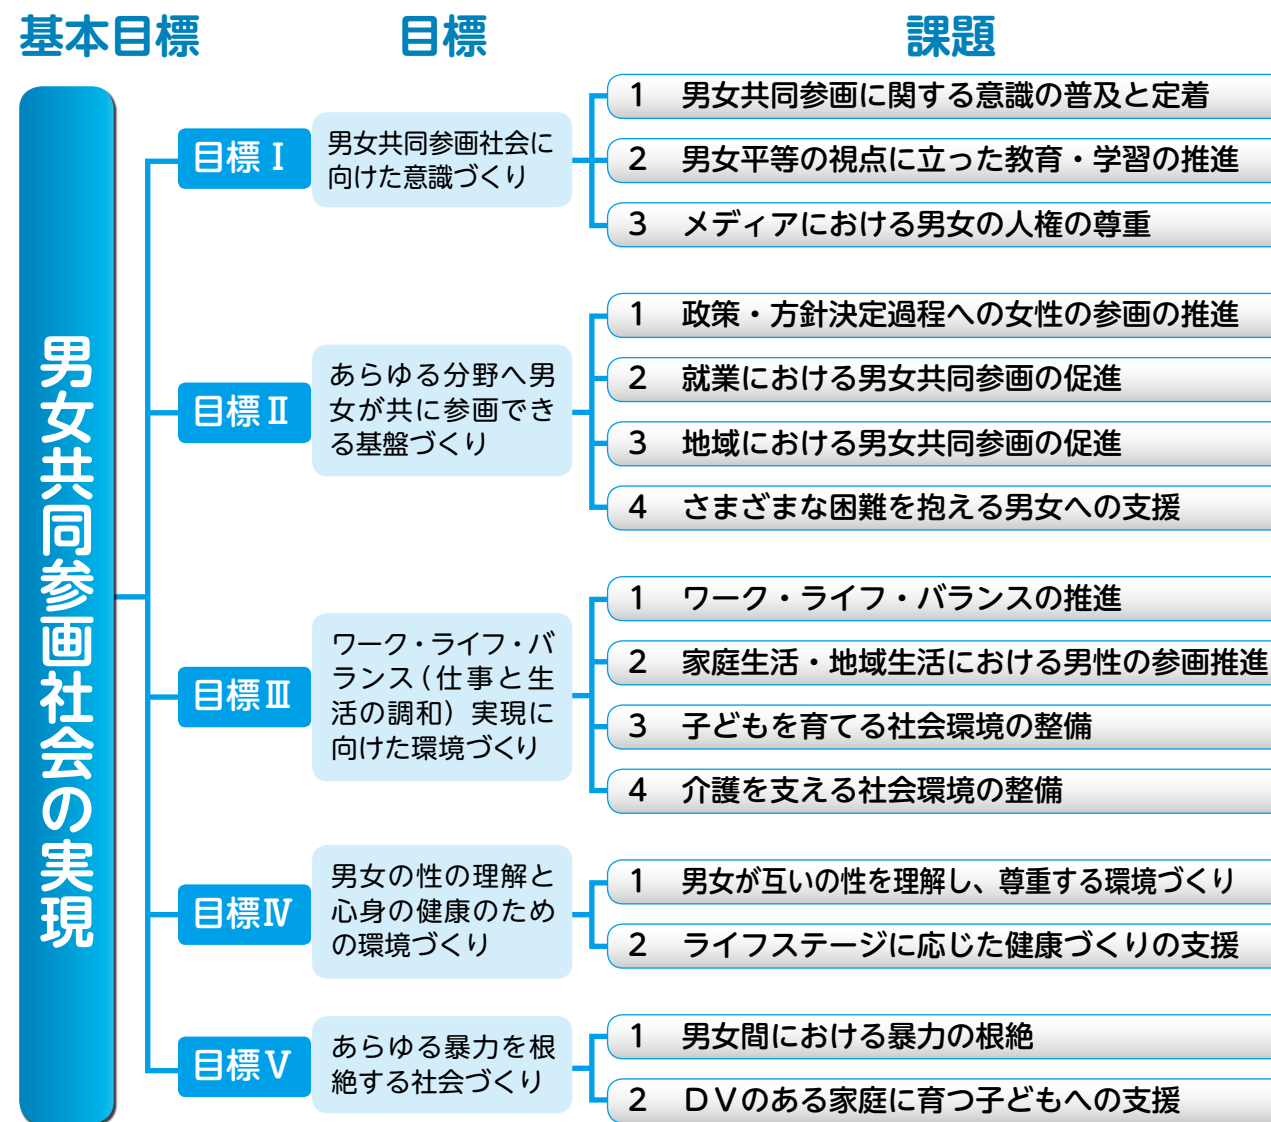 基本目標
目標
課題
男女共同参画社会の実現
目標Ⅰ
男女共同参画社会に
向けた意識づくり
1 男女共同参画に関する意識の普及と定着
2 男女平等の視点に立った教育・学習の推進
3 メディアにおける男女の人権の尊重
目標Ⅱ
あらゆる分野へ男
女が共に参画でき
る基盤づくり
1 政策・方針決定過程への女性の参画の推進
2 就業における男女共同参画の促進
3 地域における男女共同参画の促進
4 さまざまな困難を抱える男女への支援
目標Ⅲ
ワーク・ライフ・バ
ランス(仕事と生
活の調和)実現に
向けた環境づくり
1 ワーク・ライフ・バランスの推進
2 家庭生活・地域生活における男性の参画推進
3 子どもを育てる社会環境の整備
4 介護を支える社会環境の整備
目標Ⅳ
男女の性の理解と
心身の健康のため
の環境づくり
1 男女が互いの性を理解し、尊重する環境づくり
2 ライフステージに応じた健康づくりの支援
目標Ⅴ
あらゆる暴力を根
絶する社会づくり
1 男女間における暴力の根絶
2 ＤＶのある家庭に育つ子どもへの支援